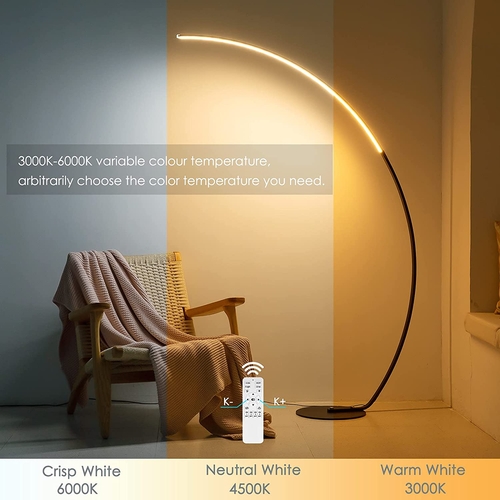 3000K-6000K variable colour temperature,
arbitrarily choose the color temperature you need.
K- K+
Crisp White Neutral White Warm White
6000K 4500K 3000K